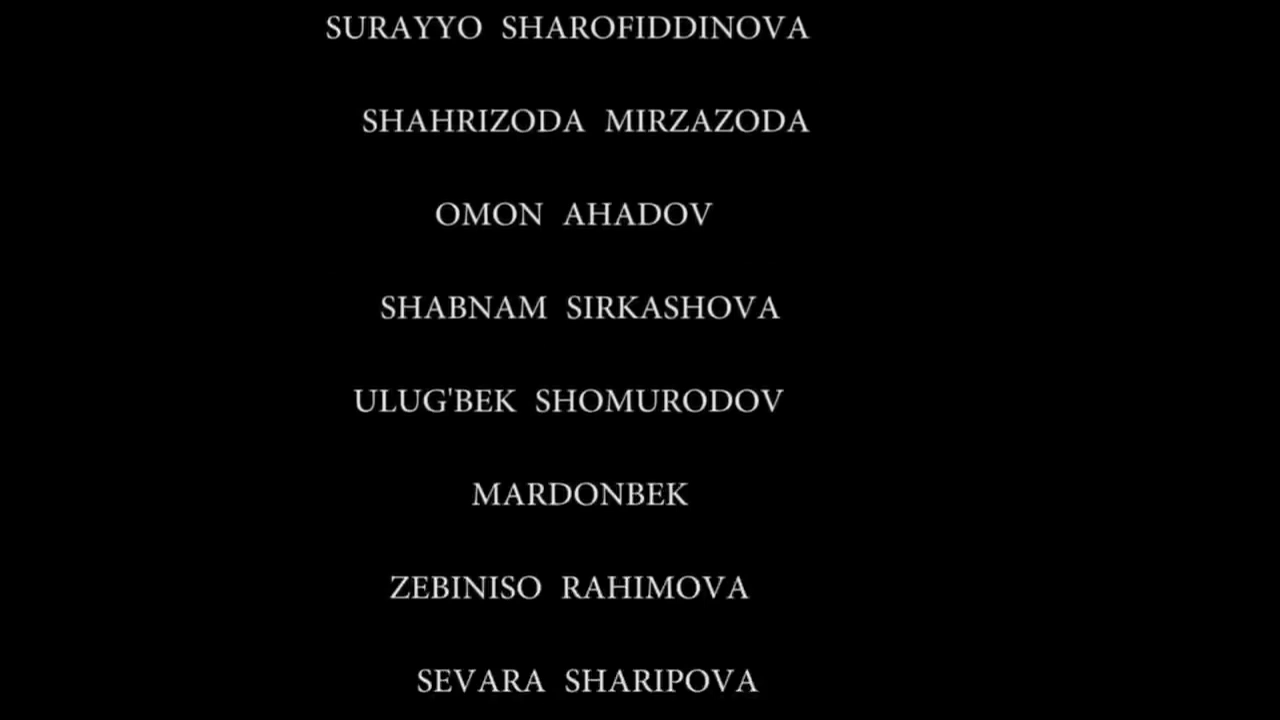 SURAYYO SHAROFIDDINOVA
SHAHRIZODA MIRZAZODA
OMON AHADOV
SHABNAM SIRKASHOVA
ULUG'BEK SHOMURODOV
MARDONBEK
ZEBINISO RAHIMOVA
SEVARA SHARIPOVA